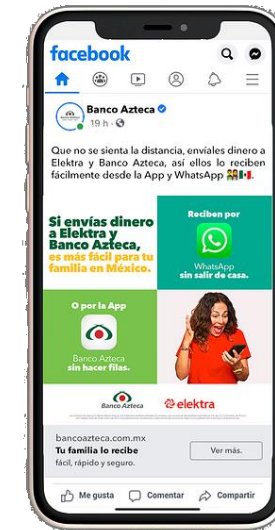 facebook
Banco Azteca
19 h ·
Que no se sienta la distancia, envíales dinero a
Elektra y Banco Azteca, así ellos lo reciben
fácilmente desde la App y WhatsApp
Si envías dinero
a Elektra y
Banco Azteca,
es más fácil para tu
familia en México.
Reciben por
WhatsApp
sin salir de casa.
O por la App
Banco Azteca
sin hacer filas.
Banco Azteca
elektra
bancoazteca.com.mx
Tu familia lo recibe
fácil, rápido y seguro.
Ver más.
Me gusta
Comentar
Compartir